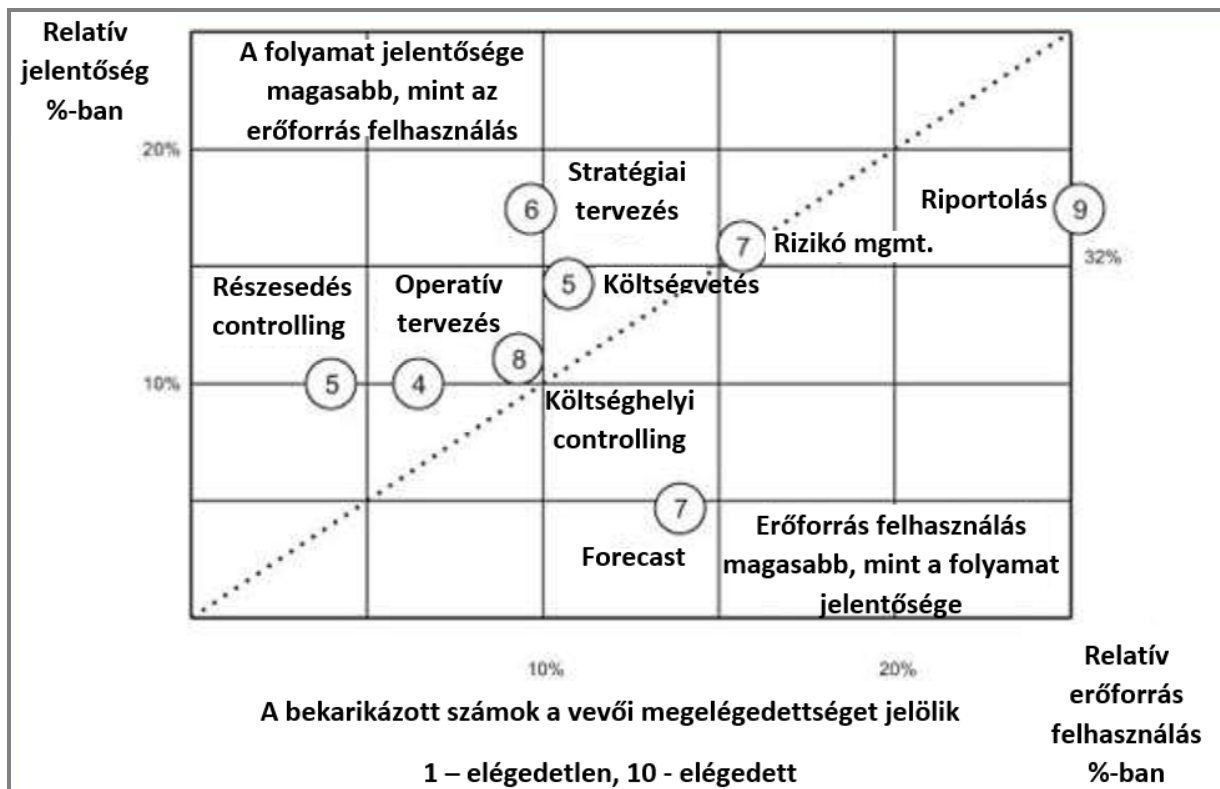 Relatív
jelentőség
%-ban
A folyamat jelentősége
magasabb, mint az
erőforrás felhasználás
20%
Stratégiai
tervezés
6
Riportolás
9
7
Rizikó mgmt.
32%
Részesedés
controlling
Operatív
tervezés
5
Költségvetés
8
10%
5
4
Költséghelyi
controlling
7
Forecast
Erőforrás felhasználás
magasabb, mint a folyamat
jelentősége
10%
20%
Relatív
erőforrás
felhasználás
%-ban
A bekarikázott számok a vevői megelégedettséget jelölik
1 – elégedetlen, 10 - elégedett